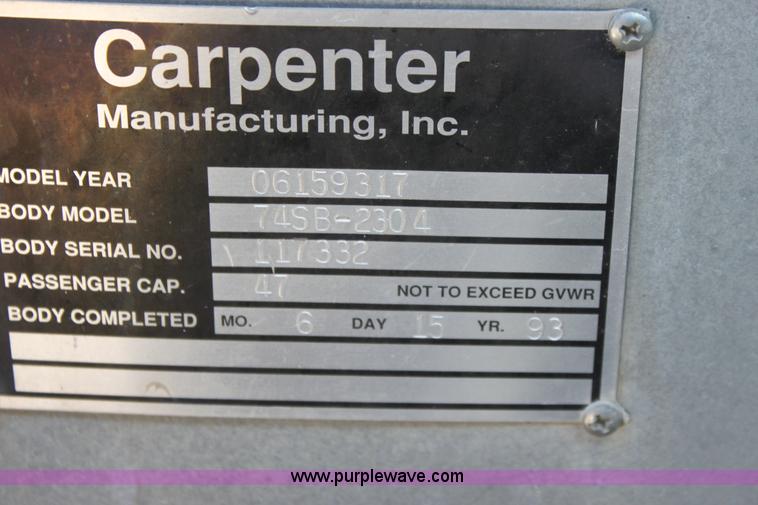 Carpenter
Manufacturing, Inc.
MODEL YEAR 06159317
BODY MODEL 74SB-2304
BODY SERIAL NO. 117332
PASSENGER CAP. 47 NOT TO EXCEED GVWR
BODY COMPLETED MO. 6 DAY 15 YR. 93
www.purplewave.com